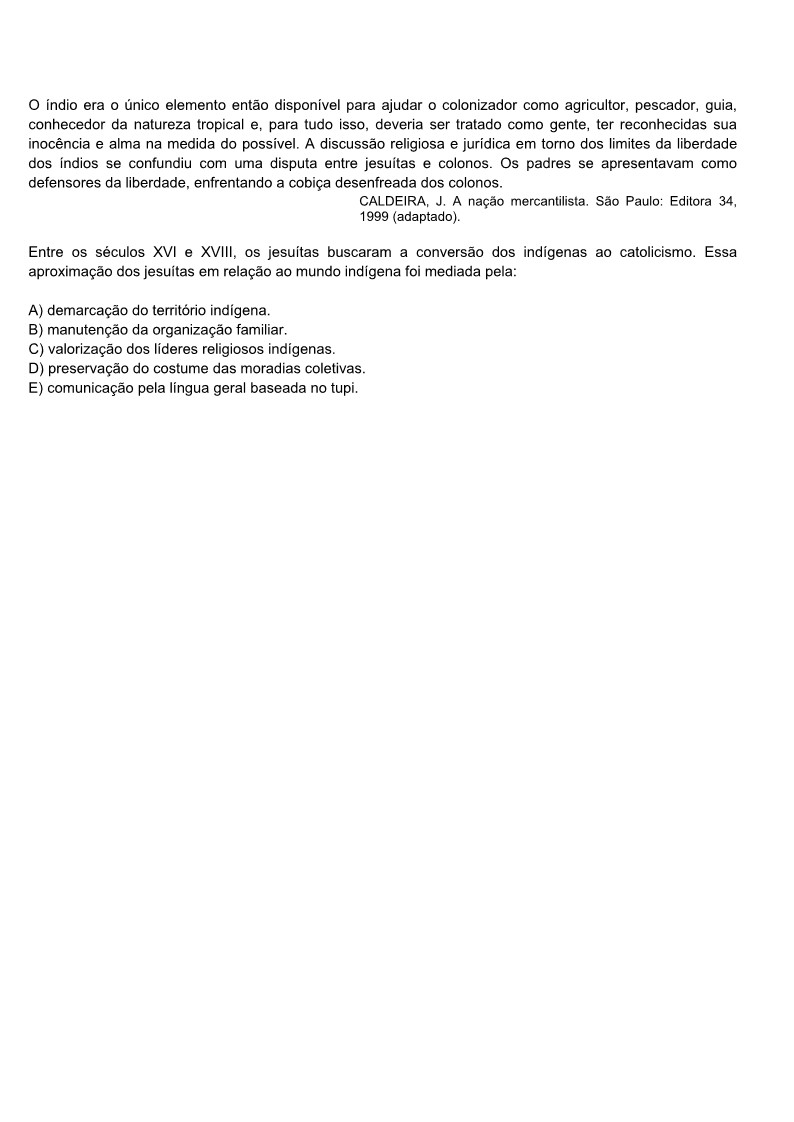 O índio era o único elemento então disponível para ajudar o colonizador como agricultor, pescador, guia,
conhecedor da natureza tropical e, para tudo isso, deveria ser tratado como gente, ter reconhecidas sua
inocência e alma na medida do possível. A discussão religiosa e jurídica em torno dos limites da liberdade
dos índios se confundiu com uma disputa entre jesuítas e colonos. Os padres se apresentavam como
defensores da liberdade, enfrentando a cobiça desenfreada dos colonos.
CALDEIRA, J. A nação mercantilista. São Paulo: Editora 34,
1999 (adaptado).
Entre os séculos XVI e XVIII, os jesuítas buscaram a conversão dos indígenas ao catolicismo. Essa
aproximação dos jesuítas em relação ao mundo indígena foi mediada pela:
A) demarcação do território indígena.
B) manutenção da organização familiar.
C) valorização dos líderes religiosos indígenas.
D) preservação do costume das moradias coletivas.
E) comunicação pela língua geral baseada no tupi.